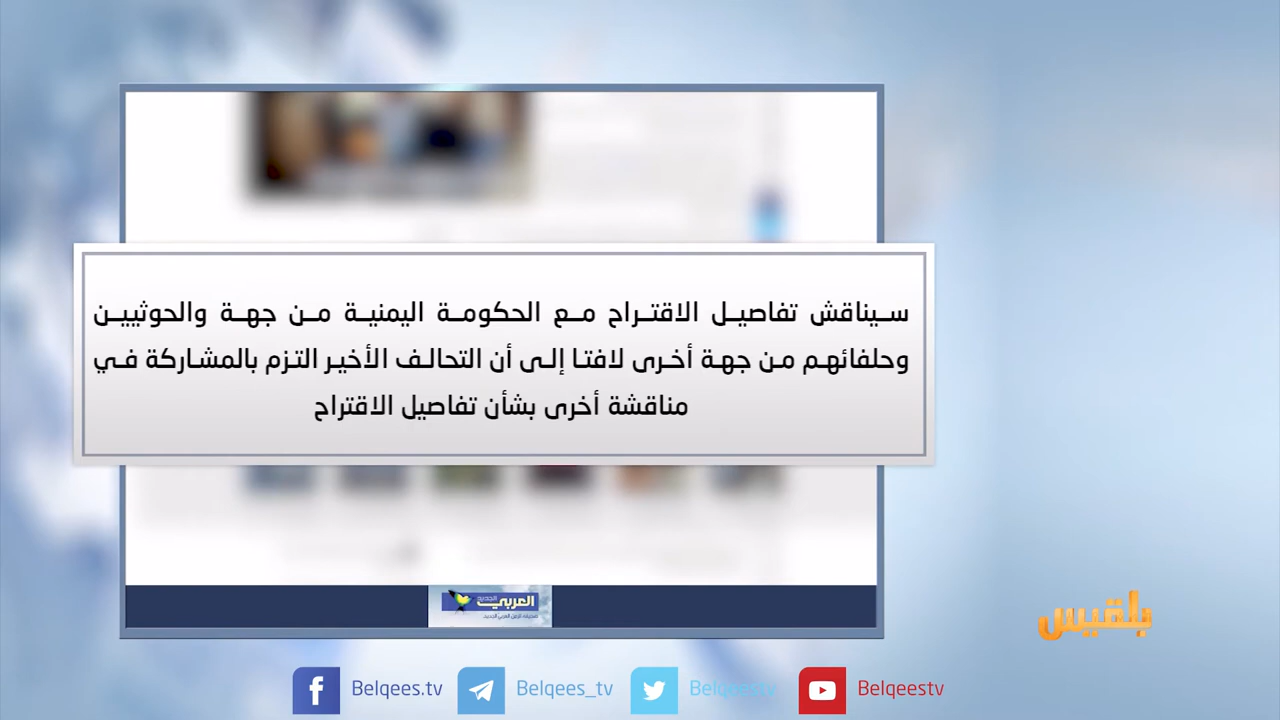 سيناقش تفاصيل الاقتراح مع الحكومة اليمنية من جهة والحوثيين
وحلفائهم من جهة أخرى لافتا إلى أن التحالف الأخير التزم بالمشاركة في
مناقشة أخرى بشأن تفاصيل الاقتراح
العربي الجديد
بلقيس
Belqees.tv
Belqees_tv
Belqeestv
Belqeestv